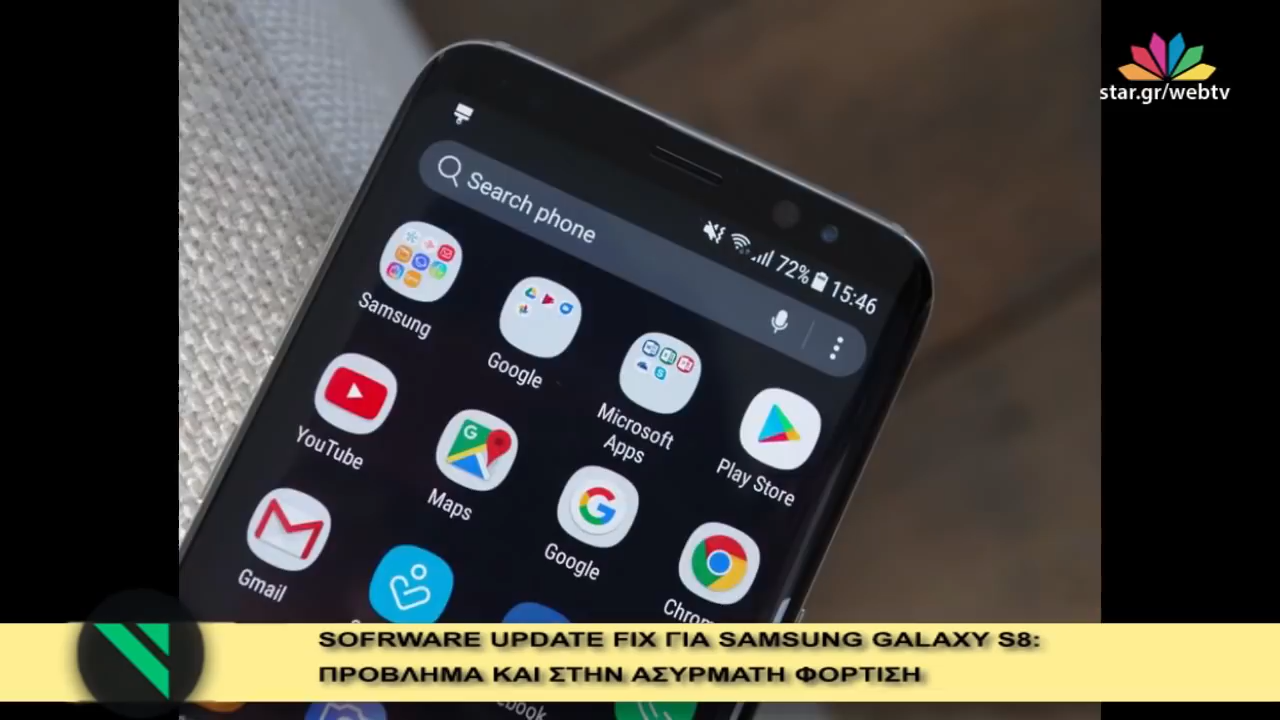 star.gr/webtv
Search phone
72% 15:46
Samsung
Google
Microsoft
Apps
Play Store
YouTube
Maps
Google
Gmail
SOFRWARE UPDATE FIX ΓΙΑ SAMSUNG GALAXY S8:
ΠΡΟΒΛΗΜΑ ΚΑΙ ΣΤΗΝ ΑΣΥΡΜΑΤΗ ΦΟΡΤΙΣΗ